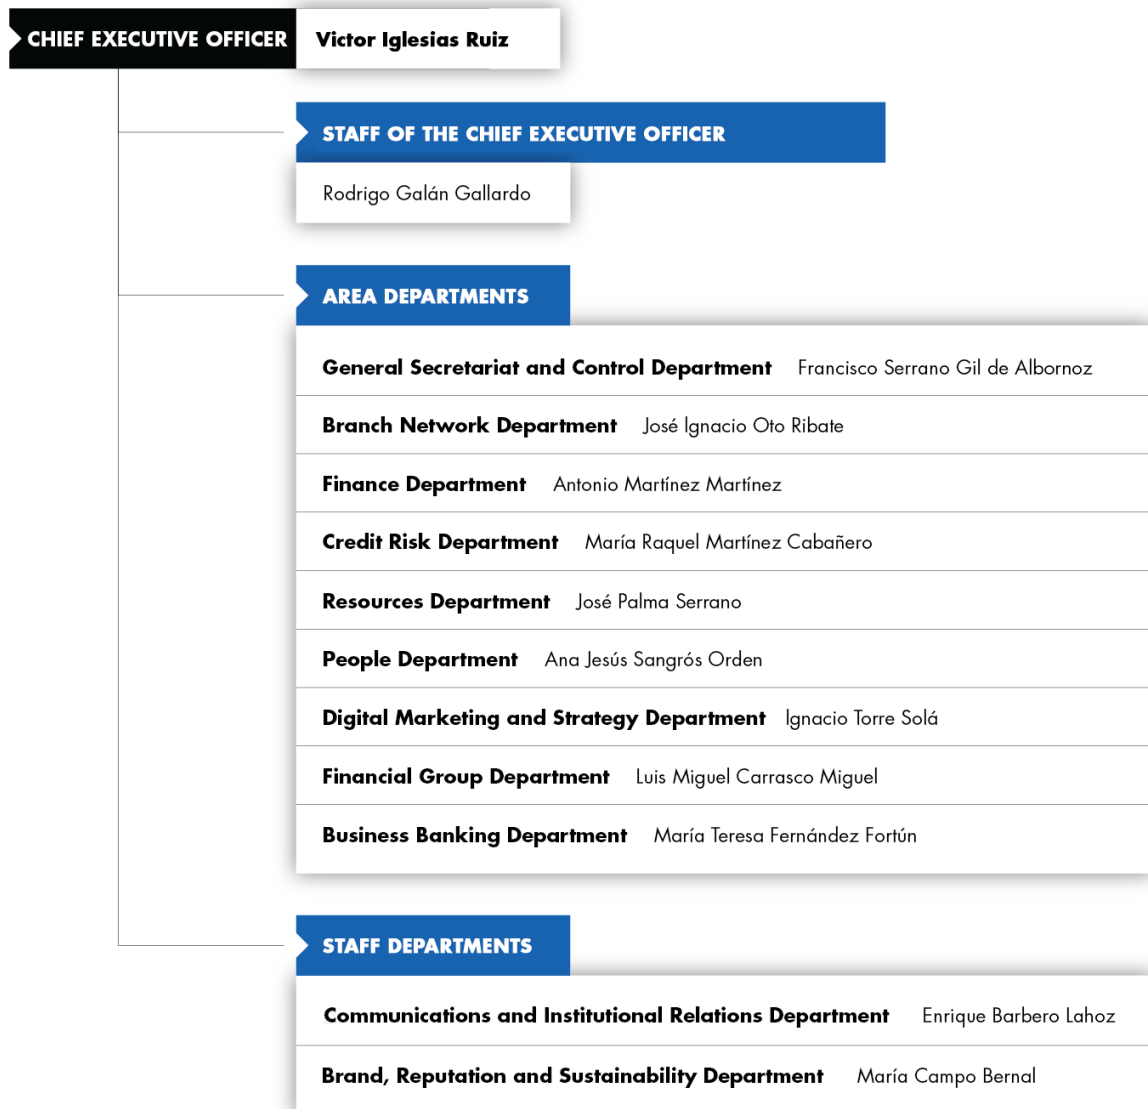 CHIEF EXECUTIVE OFFICER Victor Iglesias Ruiz
STAFF OF THE CHIEF EXECUTIVE OFFICER
Rodrigo Galán Gallardo
AREA DEPARTMENTS
General Secretariat and Control Department Francisco Serrano Gil de Albornoz
Branch Network Department José Ignacio Oto Ribate
Finance Department Antonio Martínez Martínez
Credit Risk Department María Raquel Martínez Cabañero
Resources Department José Palma Serrano
People Department Ana Jesús Sangrós Orden
Digital Marketing and Strategy Department Ignacio Torre Solá
Financial Group Department Luis Miguel Carrasco Miguel
Business Banking Department María Teresa Fernández Fortún
STAFF DEPARTMENTS
Communications and Institutional Relations Department Enrique Barbero Lahoz
Brand, Reputation and Sustainability Department María Campo Bernal